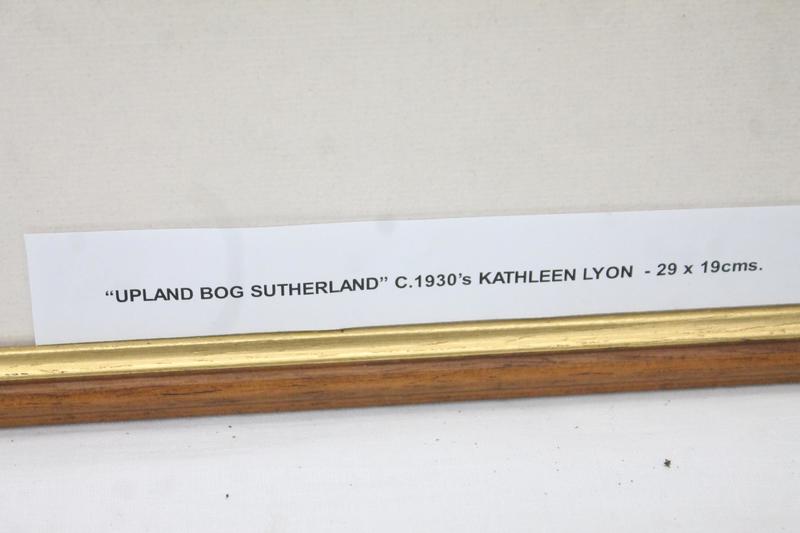 “UPLAND BOG SUTHERLAND” C.1930’s KATHLEEN LYON - 29 x 19cms.